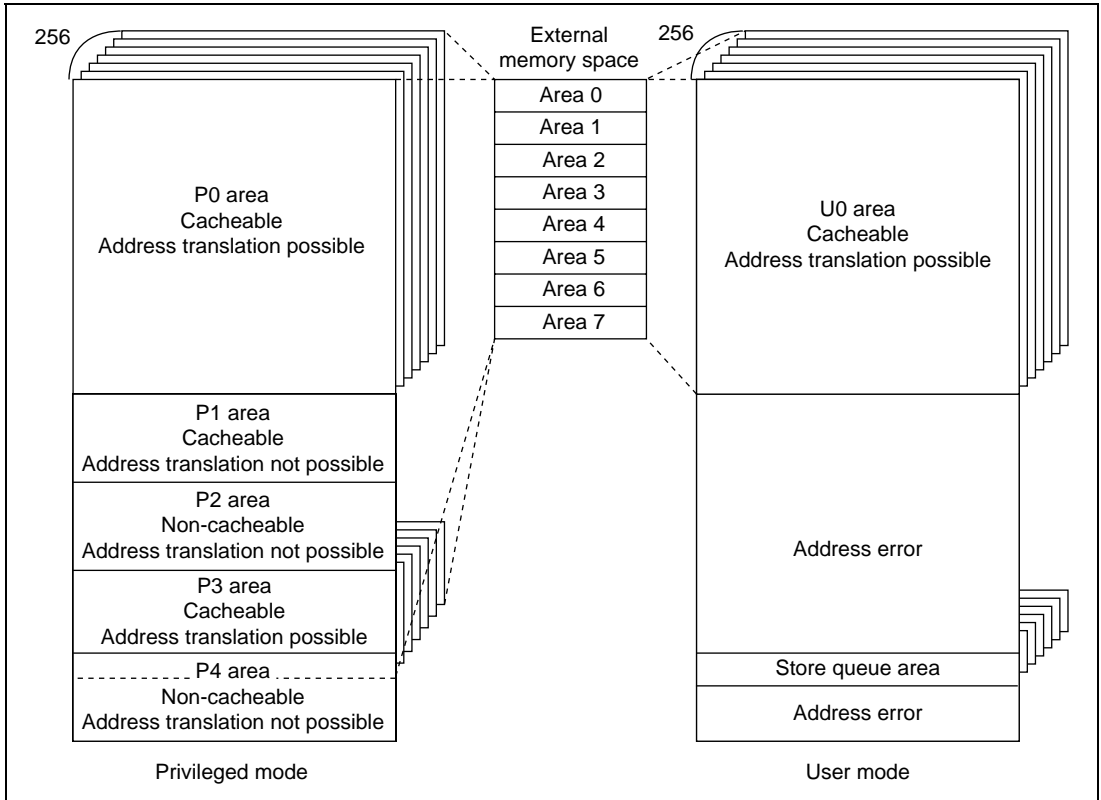 256
P0 area
Cacheable
Address translation possible
P1 area
Cacheable
Address translation not possible
P2 area
Non-cacheable
Address translation not possible
P3 area
Cacheable
Address translation possible
P4 area
Non-cacheable
Address translation not possible
Privileged mode
External
memory space
Area 0
Area 1
Area 2
Area 3
Area 4
Area 5
Area 6
Area 7
256
U0 area
Cacheable
Address translation possible
Address error
Store queue area
Address error
User mode